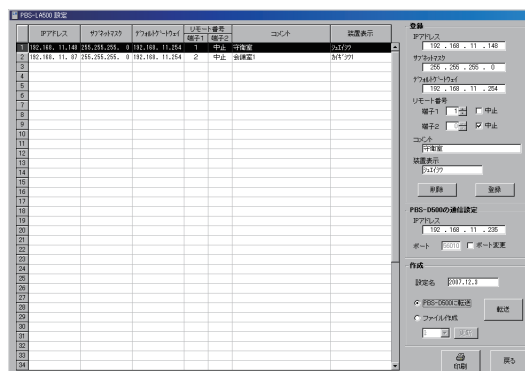 PBS-LA500 設定
IPアドレス ｻﾌﾞﾈｯﾄﾏｽｸ ﾃﾞﾌｫﾙﾄｹﾞｰﾄｳｪｲ リモート番号 端子1 端子2 コメント 装置表示
1 192.168. 11.148 255.255.255. 0 192.168. 11.254 1 中止 守衛室 ｼｭｴｲｼﾂ
2 192.168. 11. 87 255.255.255. 0 192.168. 11.254 2 中止 会議室1 ｶｲｷﾞｼﾂ1
3
4
5
6
7
8
9
10
11
12
13
14
15
16
17
18
19
20
21
22
23
24
25
26
27
28
29
30
31
32
33
34
登録
IPアドレス
192 . 168 . 11 . 148
ｻﾌﾞﾈｯﾄﾏｽｸ
255 . 255 . 255 . 0
ﾃﾞﾌｫﾙﾄｹﾞｰﾄｳｪｲ
192 . 168 . 11 . 254
リモート番号
端子1 1 中止
端子2 中止
コメント
守衛室
装置表示
ｼｭｴｲｼﾂ
削除 登録
PBS-D500の通信設定
IPアドレス
192 . 168 . 11 . 235
ポート 56010 ポート変更
作成
設定名 2007.12.3
PBS-D500に転送
ファイル作成
転送
印刷 戻る